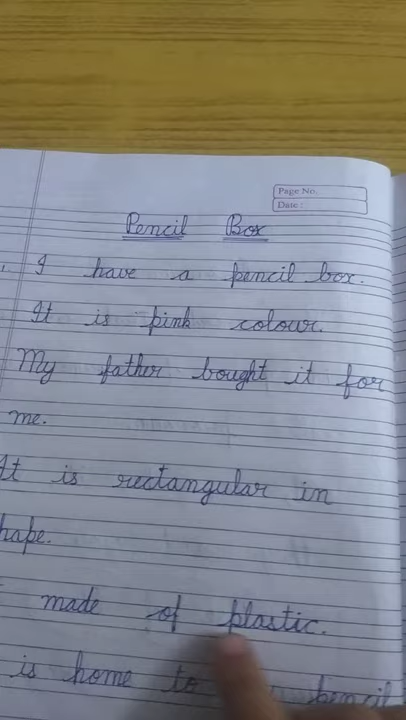 Page No.
Date:
Pencil Box
I have a pencil box.
It is pink colour.
My father bought it for
me.
It is rectangular in
hape.
made of plastic.
is home to pencil